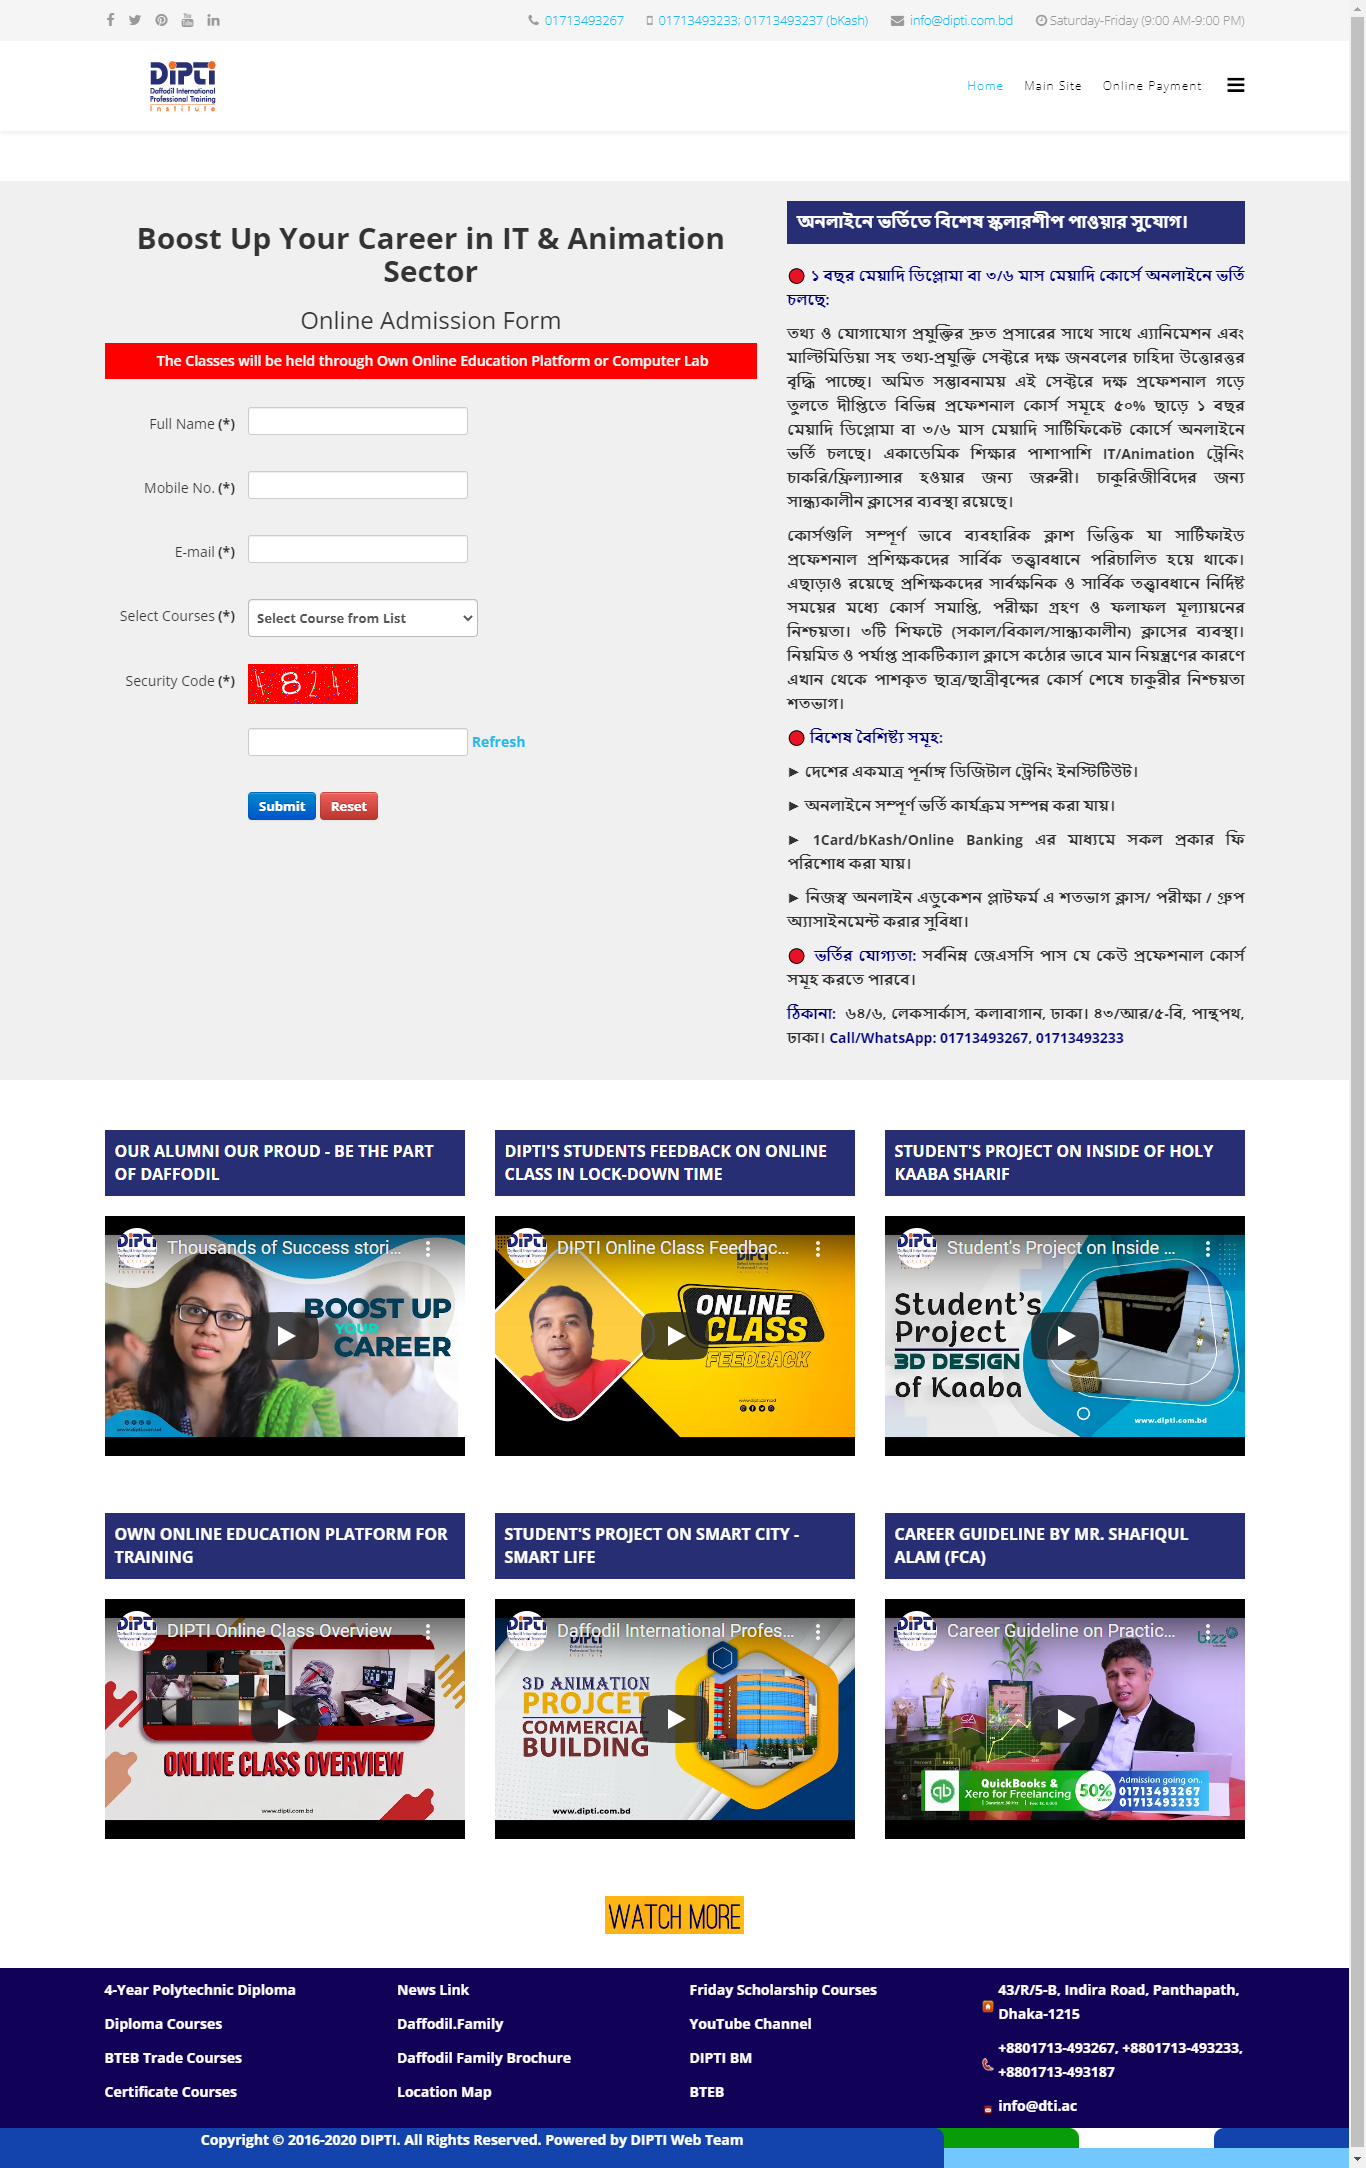 01713493267 01713493233; 01713493237 (bKash) info@dipti.com.bd Saturday-Friday (9:00 AM-9:00 PM)
DIPTI
Daffodil International
Professional Training
Institute
Home Main Site Online Payment
Boost Up Your Career in IT & Animation
Sector
Online Admission Form
The Classes will be held through Own Online Education Platform or Computer Lab
Full Name (*)
Mobile No. (*)
E-mail (*)
Select Courses (*) Select Course from List
Security Code (*) 4824
Refresh
Submit Reset
অনলাইনে ভর্তিতে বিশেষ স্কলারশীপ পাওয়ার সুযোগ।
১ বছর মেয়াদি ডিপ্লোমা বা ৩/৬ মাস মেয়াদি কোর্সে অনলাইনে ভর্তি
চলছে:
তথ্য ও যোগাযোগ প্রযুক্তির দ্রুত প্রসারের সাথে সাথে এ্যানিমেশন এবং
মাল্টিমিডিয়া সহ তথ্য-প্রযুক্তি সেক্টরে দক্ষ জনবলের চাহিদা উত্তোরত্তর
বৃদ্ধি পাচ্ছে। অমিত সম্ভাবনাময় এই সেক্টরে দক্ষ প্রফেশনাল গড়ে
তুলতে দীপ্তিতে বিভিন্ন প্রফেশনাল কোর্স সমূহে ৫০% ছাড়ে ১ বছর
মেয়াদি ডিপ্লোমা বা ৩/৬ মাস মেয়াদি সার্টিফিকেট কোর্সে অনলাইনে
ভর্তি চলছে। একাডেমিক শিক্ষার পাশাপাশি IT/Animation ট্রেনিং
চাকরি/ফ্রিল্যান্সার হওয়ার জন্য জরুরী। চাকুরিজীবিদের জন্য
সান্ধ্যকালীন ক্লাসের ব্যবস্থা রয়েছে।
কোর্সগুলি সম্পূর্ণ ভাবে ব্যবহারিক ক্লাশ ভিত্তিক যা সার্টিফাইড
প্রফেশনাল প্রশিক্ষকদের সার্বিক তত্ত্বাবধানে পরিচালিত হয়ে থাকে।
এছাড়াও রয়েছে প্রশিক্ষকদের সার্বক্ষনিক ও সার্বিক তত্ত্বাবধানে নির্দিষ্ট
সময়ের মধ্যে কোর্স সমাপ্তি, পরীক্ষা গ্রহণ ও ফলাফল মূল্যায়নের
নিশ্চয়তা। ৩টি শিফটে (সকাল/বিকাল/সান্ধ্যকালীন) ক্লাসের ব্যবস্থা।
নিয়মিত ও পর্যাপ্ত প্রাকটিক্যাল ক্লাসে কঠোর ভাবে মান নিয়ন্ত্রণের কারণে
এখান থেকে পাশকৃত ছাত্র/ছাত্রীবৃন্দের কোর্স শেষে চাকুরীর নিশ্চয়তা
শতভাগ।
বিশেষ বৈশিষ্ট্য সমূহ:
► দেশের একমাত্র পূর্নাঙ্গ ডিজিটাল ট্রেনিং ইনস্টিটিউট।
► অনলাইনে সম্পূর্ণ ভর্তি কার্যক্রম সম্পন্ন করা যায়।
► 1Card/bKash/Online Banking এর মাধ্যমে সকল প্রকার ফি
পরিশোধ করা যায়।
► নিজস্ব অনলাইন এডুকেশন প্লাটফর্ম এ শতভাগ ক্লাস/ পরীক্ষা / গ্রুপ
অ্যাসাইনমেন্ট করার সুবিধা।
ভর্তির যোগ্যতা: সর্বনিম্ন জেএসসি পাস যে কেউ প্রফেশনাল কোর্স
সমূহ করতে পারবে।
ঠিকানা: ৬৪/৬, লেকসার্কাস, কলাবাগান, ঢাকা। ৪৩/আর/৫-বি, পান্থপথ,
ঢাকা। Call/WhatsApp: 01713493267, 01713493233
OUR ALUMNI OUR PROUD - BE THE PART
OF DAFFODIL
DIPTI'S STUDENTS FEEDBACK ON ONLINE
CLASS IN LOCK-DOWN TIME
STUDENT'S PROJECT ON INSIDE OF HOLY
KAABA SHARIF
Thousands of Success stori...
BOOST UP
YOUR
CAREER
DIPTI Online Class Feedbac...
ONLINE
CLASS
FEEDBACK
Student's Project on Inside ...
Student's
Project
3D DESIGN
of Kaaba
www.dipti.com.bd
OWN ONLINE EDUCATION PLATFORM FOR
TRAINING
STUDENT'S PROJECT ON SMART CITY -
SMART LIFE
CAREER GUIDELINE BY MR. SHAFIQUL
ALAM (FCA)
DIPTI Online Class Overview
ONLINE CLASS OVERVIEW
www.dipti.com.bd
Daffodil International Profes...
3D ANIMATION
PROJCET
COMMERCIAL
BUILDING
www.dipti.com.bd
Career Guideline on Practic...
bizz
QuickBooks &
Xero for Freelancing
50%
Admission going on..
01713493267
01713493233
WATCH MORE
4-Year Polytechnic Diploma
Diploma Courses
BTEB Trade Courses
Certificate Courses
News Link
Daffodil.Family
Daffodil Family Brochure
Location Map
Friday Scholarship Courses
YouTube Channel
DIPTI BM
BTEB
43/R/5-B, Indira Road, Panthapath,
Dhaka-1215
+8801713-493267, +8801713-493233,
+8801713-493187
info@dti.ac
Copyright © 2016-2020 DIPTI. All Rights Reserved. Powered by DIPTI Web Team